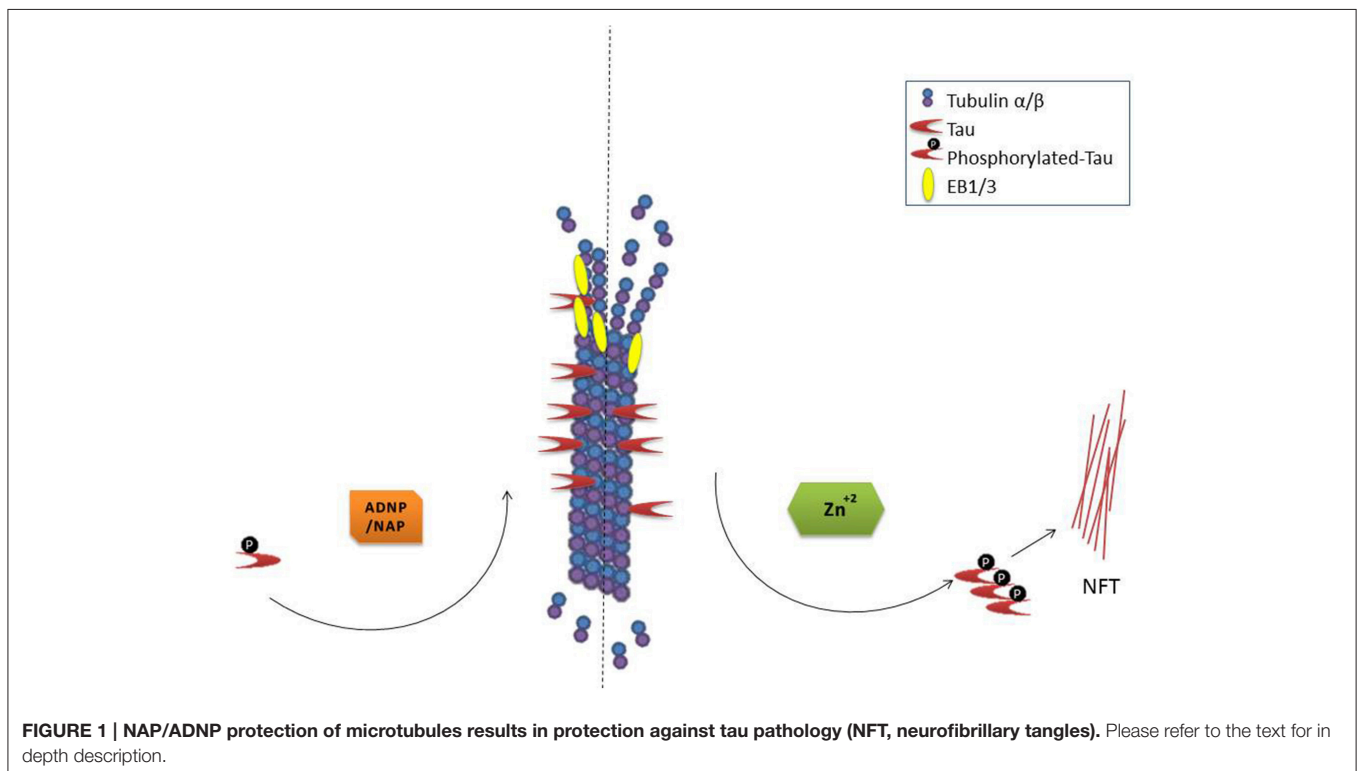 Tubulin α/β
Tau
P
Phosphorylated-Tau
EB1/3
ADNP
/NAP
Zn+2
P
P
P
P
NFT
FIGURE 1 | NAP/ADNP protection of microtubules results in protection against tau pathology (NFT, neurofibrillary tangles). Please refer to the text for in
depth description.